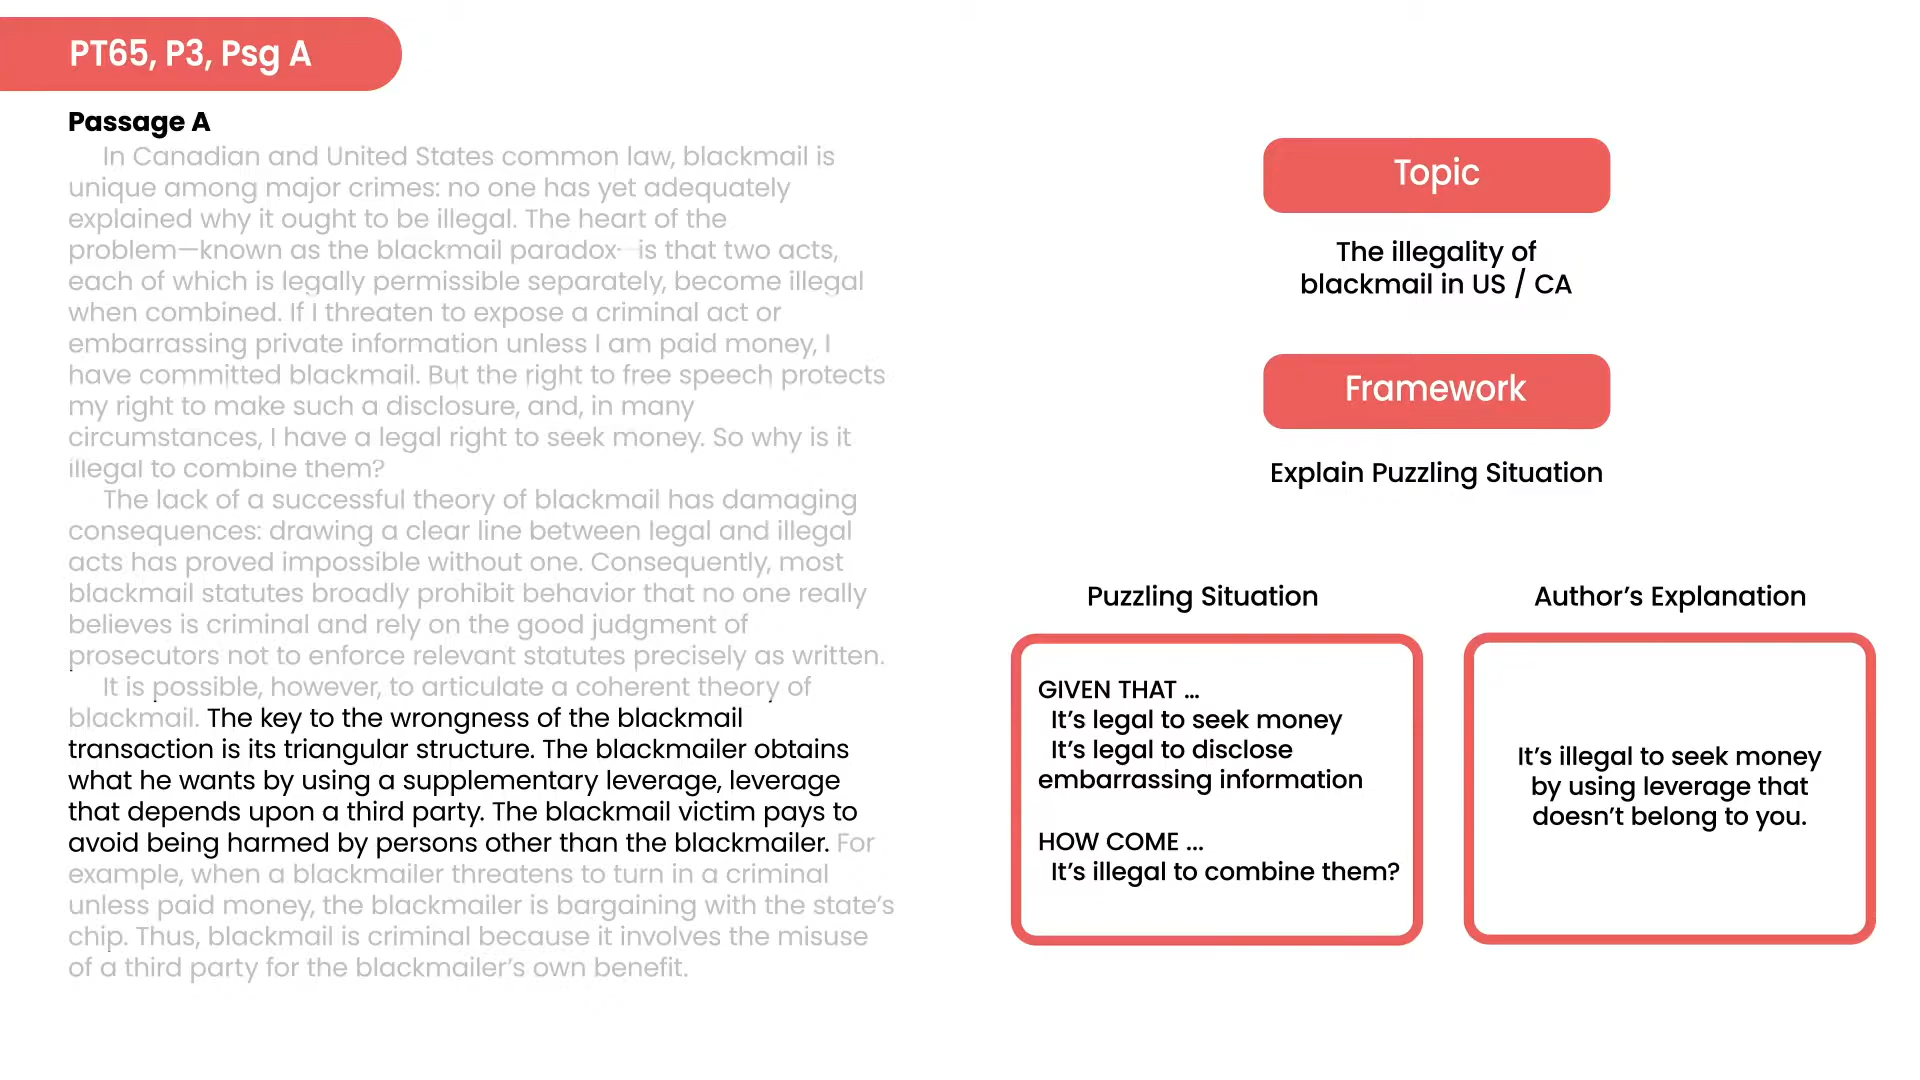 PT65, P3, Psg A
Passage A
In Canadian and United States common law, blackmail is
unique among major crimes: no one has yet adequately
explained why it ought to be illegal. The heart of the
problem—known as the blackmail paradox—is that two acts,
each of which is legally permissible separately, become illegal
when combined. If I threaten to expose a criminal act or
embarrassing private information unless I am paid money, I
have committed blackmail. But the right to free speech protects
my right to make such a disclosure, and, in many
circumstances, I have a legal right to seek money. So why is it
illegal to combine them?
The lack of a successful theory of blackmail has damaging
consequences: drawing a clear line between legal and illegal
acts has proved impossible without one. Consequently, most
blackmail statutes broadly prohibit behavior that no one really
believes is criminal and rely on the good judgment of
prosecutors not to enforce relevant statutes precisely as written.
It is possible, however, to articulate a coherent theory of
blackmail. The key to the wrongness of the blackmail
transaction is its triangular structure. The blackmailer obtains
what he wants by using a supplementary leverage, leverage
that depends upon a third party. The blackmail victim pays to
avoid being harmed by persons other than the blackmailer. For
example, when a blackmailer threatens to turn in a criminal
unless paid money, the blackmailer is bargaining with the state's
chip. Thus, blackmail is criminal because it involves the misuse
of a third party for the blackmailer's own benefit.
Topic
The illegality of
blackmail in US / CA
Framework
Explain Puzzling Situation
Puzzling Situation
GIVEN THAT ...
It's legal to seek money
It's legal to disclose
embarrassing information
HOW COME ...
It's illegal to combine them?
Author's Explanation
It's illegal to seek money
by using leverage that
doesn't belong to you.